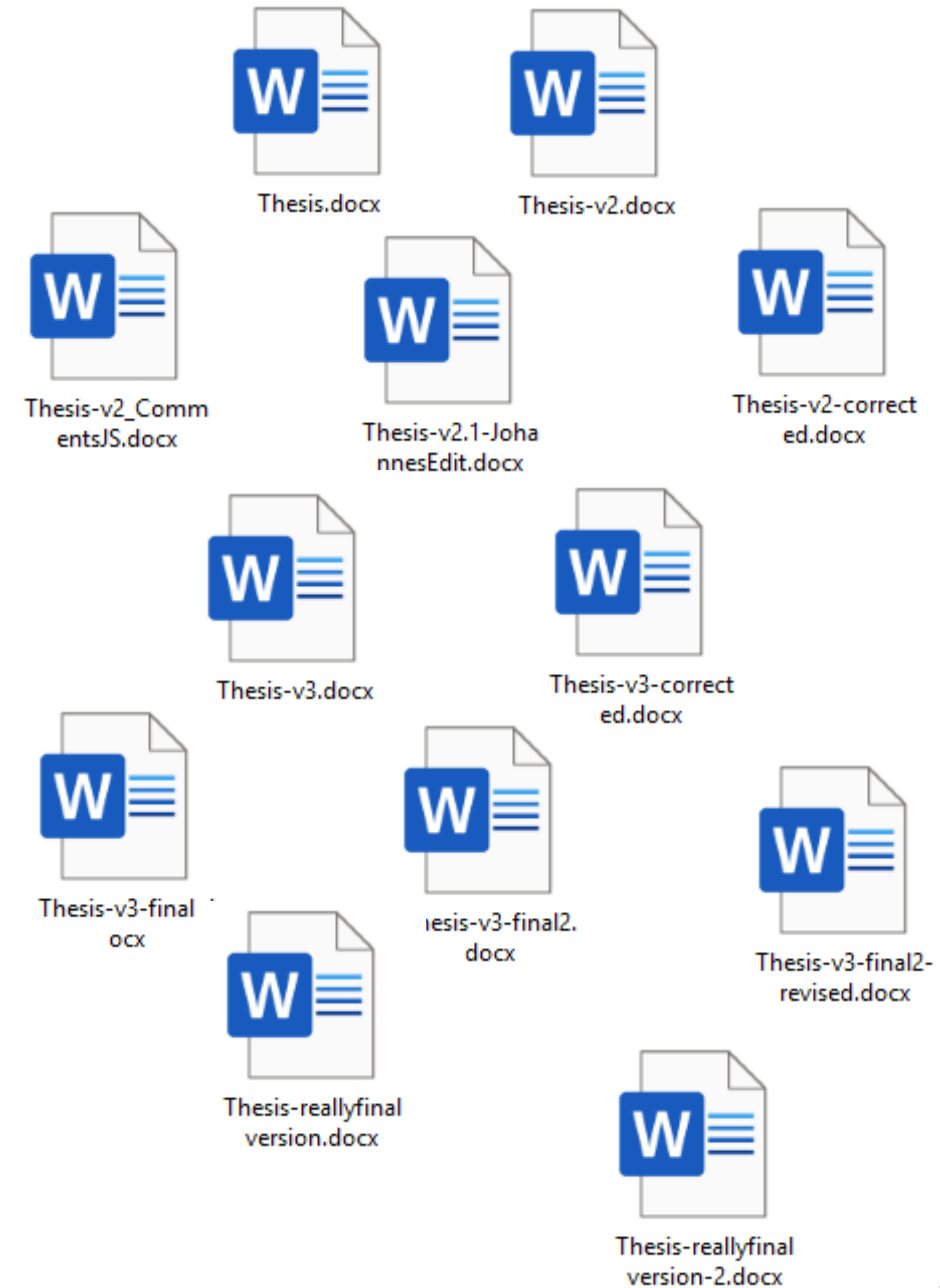 W
W
Thesis.docx
Thesis-v2.docx
W
W
W
Thesis-v2_Comm
entsJS.docx
Thesis-v2.1-Joha
nnesEdit.docx
Thesis-v2-correct
ed.docx
W
W
Thesis-v3.docx
Thesis-v3-correct
ed.docx
W
W
W
Thesis-v3-final
ocx
esis-v3-final2.
docx
Thesis-v3-final2-
revised.docx
W
Thesis-reallyfinal
version.docx
W
Thesis-reallyfinal
version-2.docx